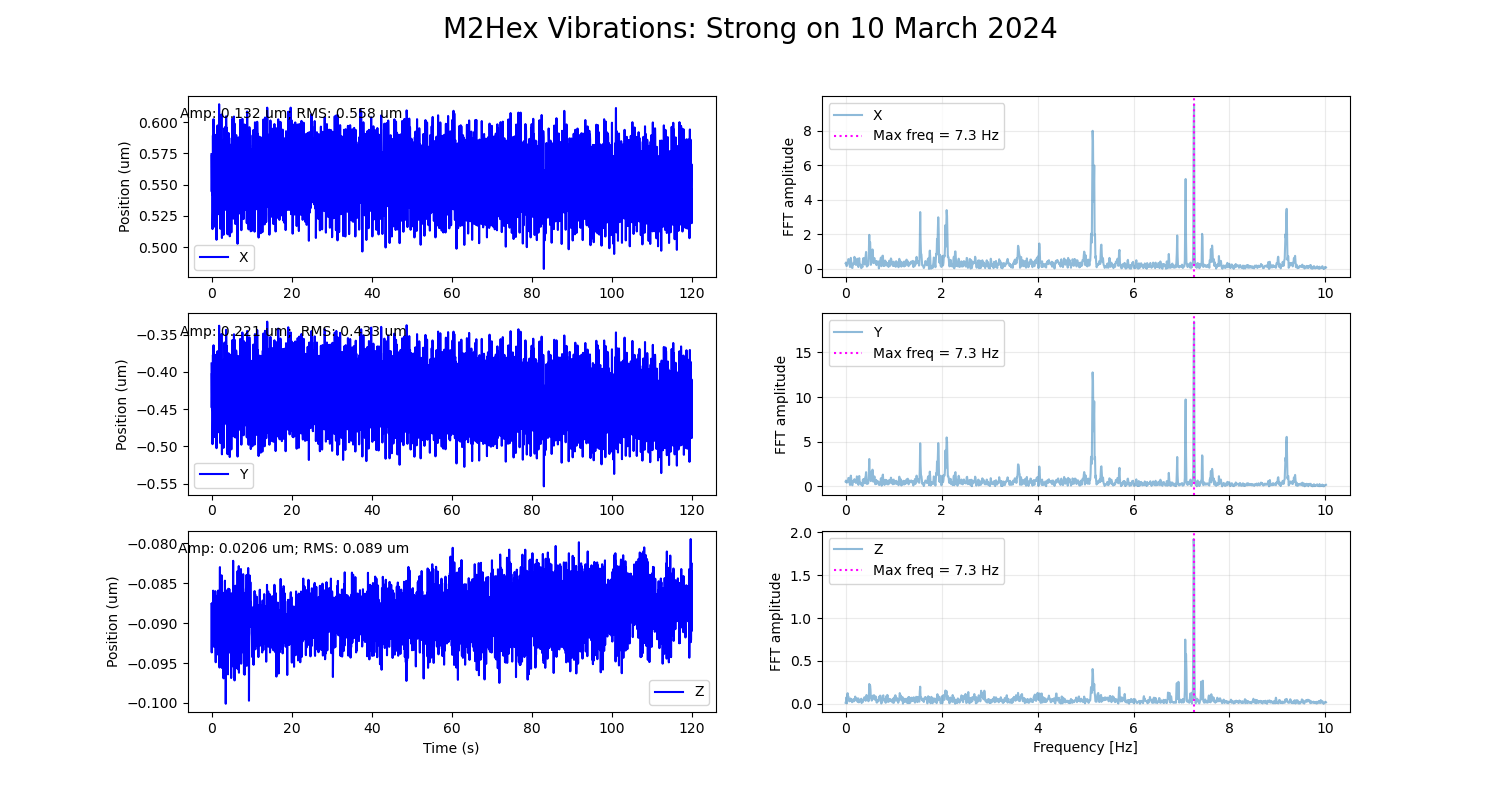 M2Hex Vibrations: Strong on 10 March 2024
Amp: 0.132 um; RMS: 0.558 um
Position (um)
0.600
0.575
0.550
0.525
0.500
X
0 20 40 60 80 100 120
FFT amplitude
8
6
4
2
0
X
Max freq = 7.3 Hz
0 2 4 6 8 10
Amp: 0.221 um; RMS: 0.433 um
Position (um)
−0.35
−0.40
−0.45
−0.50
−0.55
Y
0 20 40 60 80 100 120
FFT amplitude
15
10
5
0
Y
Max freq = 7.3 Hz
0 2 4 6 8 10
Amp: 0.0206 um; RMS: 0.089 um
Position (um)
−0.080
−0.085
−0.090
−0.095
−0.100
Z
0 20 40 60 80 100 120
Time (s)
FFT amplitude
2.0
1.5
1.0
0.5
0.0
Z
Max freq = 7.3 Hz
0 2 4 6 8 10
Frequency [Hz]